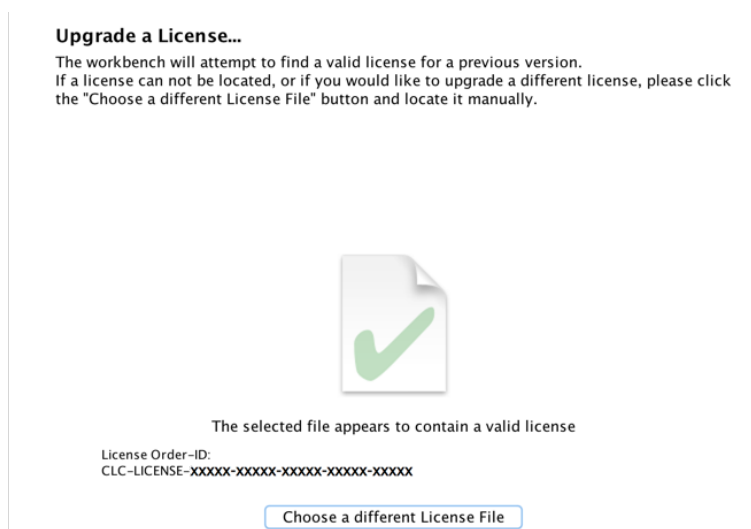 Upgrade a License...
The workbench will attempt to find a valid license for a previous version.
If a license can not be located, or if you would like to upgrade a different license, please click
the "Choose a different License File" button and locate it manually.
The selected file appears to contain a valid license
License Order-ID:
CLC-LICENSE-XXXXX-XXXXX-XXXXX-XXXXX-XXXXX
Choose a different License File